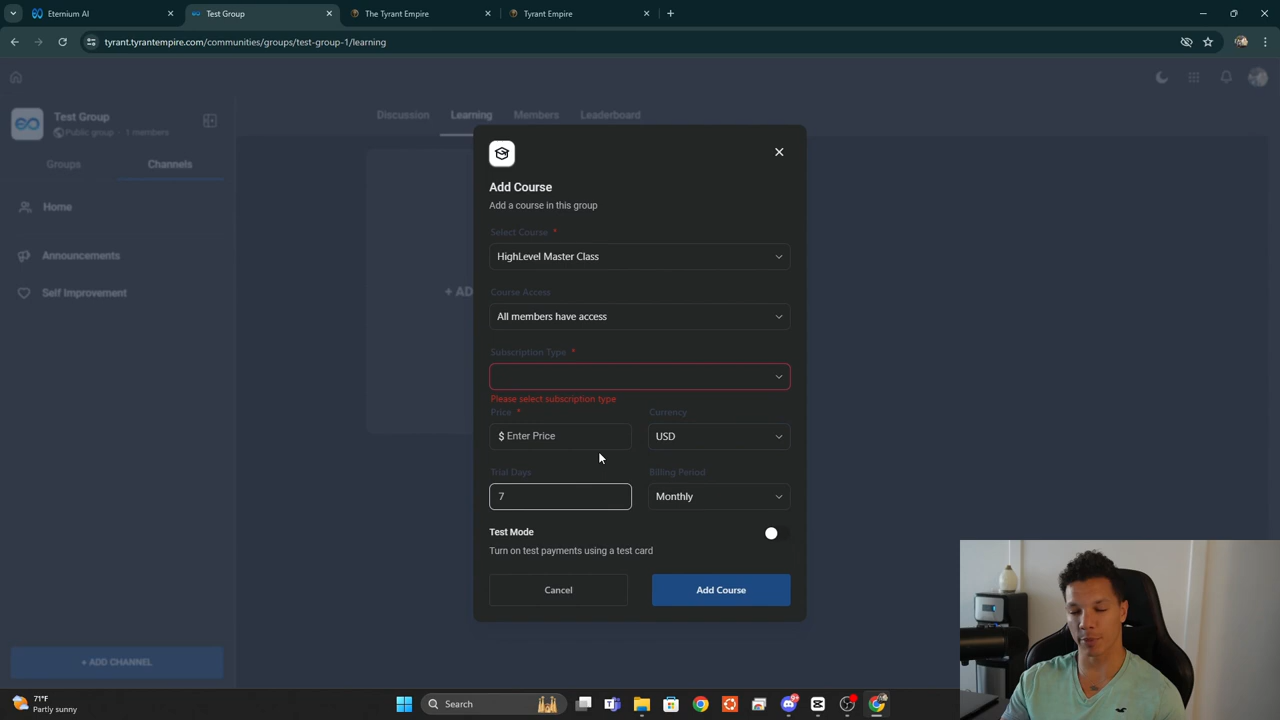 Eternium AI
Test Group
The Tyrant Empire
Tyrant Empire
tyrant.tyrantempire.com/communities/groups/test-group-1/learning
Test Group
Public group · 1 members
Groups
Channels
Home
Announcements
Self Improvement
+ ADD CHANNEL
Discussion
Learning
Members
Leaderboard
+ AD
Add Course
Add a course in this group
Select Course *
HighLevel Master Class
Course Access
All members have access
Subscription Type *
Please select subscription type
Price *
Currency
$ Enter Price
USD
Trial Days
Billing Period
7
Monthly
Test Mode
Turn on test payments using a test card
Cancel
Add Course
71°F
Partly sunny
Search